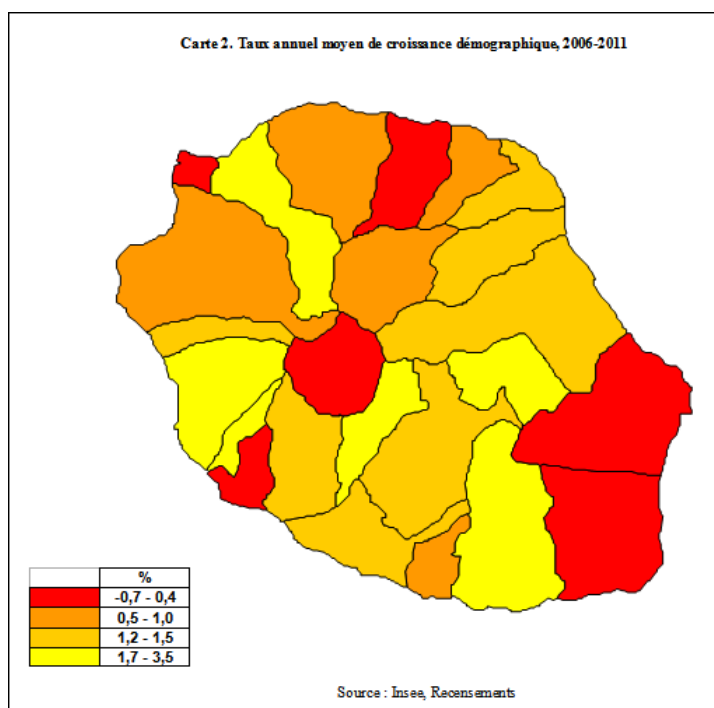 Carte 2. Taux annuel moyen de croissance démographique, 2006-2011
%
-0,7 - 0,4
0,5 - 1,0
1,2 - 1,5
1,7 - 3,5
Source : Insee, Recensements